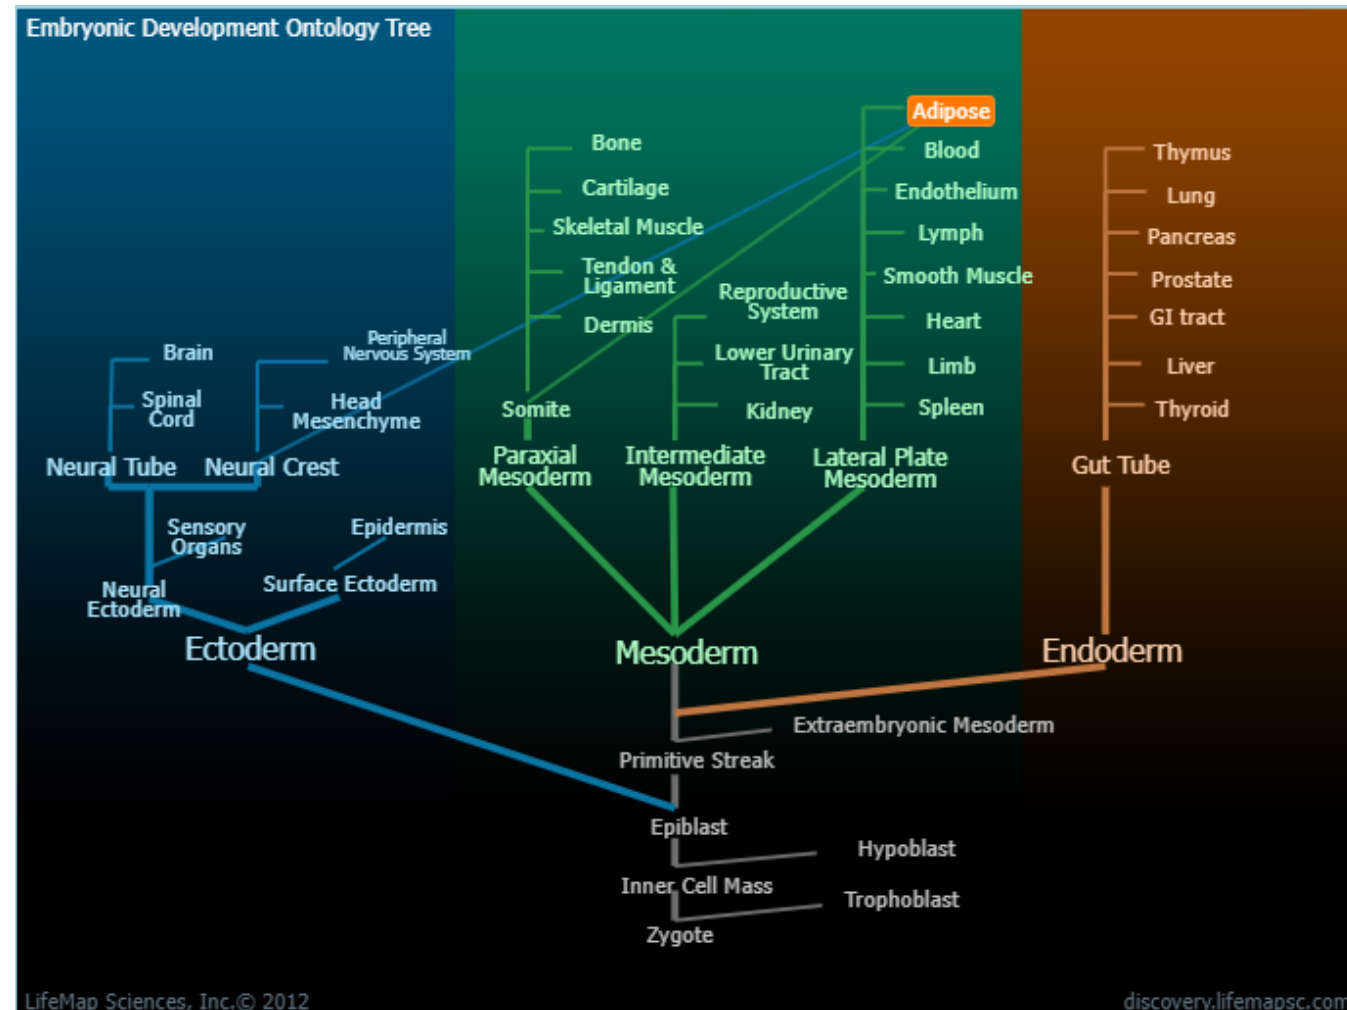 Embryonic Development Ontology Tree
Adipose
Bone
Blood
Thymus
Cartilage
Endothelium
Lung
Skeletal Muscle
Lymph
Pancreas
Tendon &
Ligament
Smooth Muscle
Prostate
Reproductive
System
Dermis
Heart
GI tract
Peripheral
Nervous System
Brain
Lower Urinary
Tract
Limb
Liver
Spinal
Cord
Head
Mesenchyme
Somite
Kidney
Spleen
Thyroid
Neural Tube
Neural Crest
Paraxial
Mesoderm
Intermediate
Mesoderm
Lateral Plate
Mesoderm
Gut Tube
Sensory
Organs
Epidermis
Neural
Ectoderm
Surface Ectoderm
Ectoderm
Mesoderm
Endoderm
Extraembryonic Mesoderm
Primitive Streak
Epiblast
Hypoblast
Inner Cell Mass
Trophoblast
Zygote
LifeMap Sciences, Inc.© 2012
discovery.lifemapsc.com